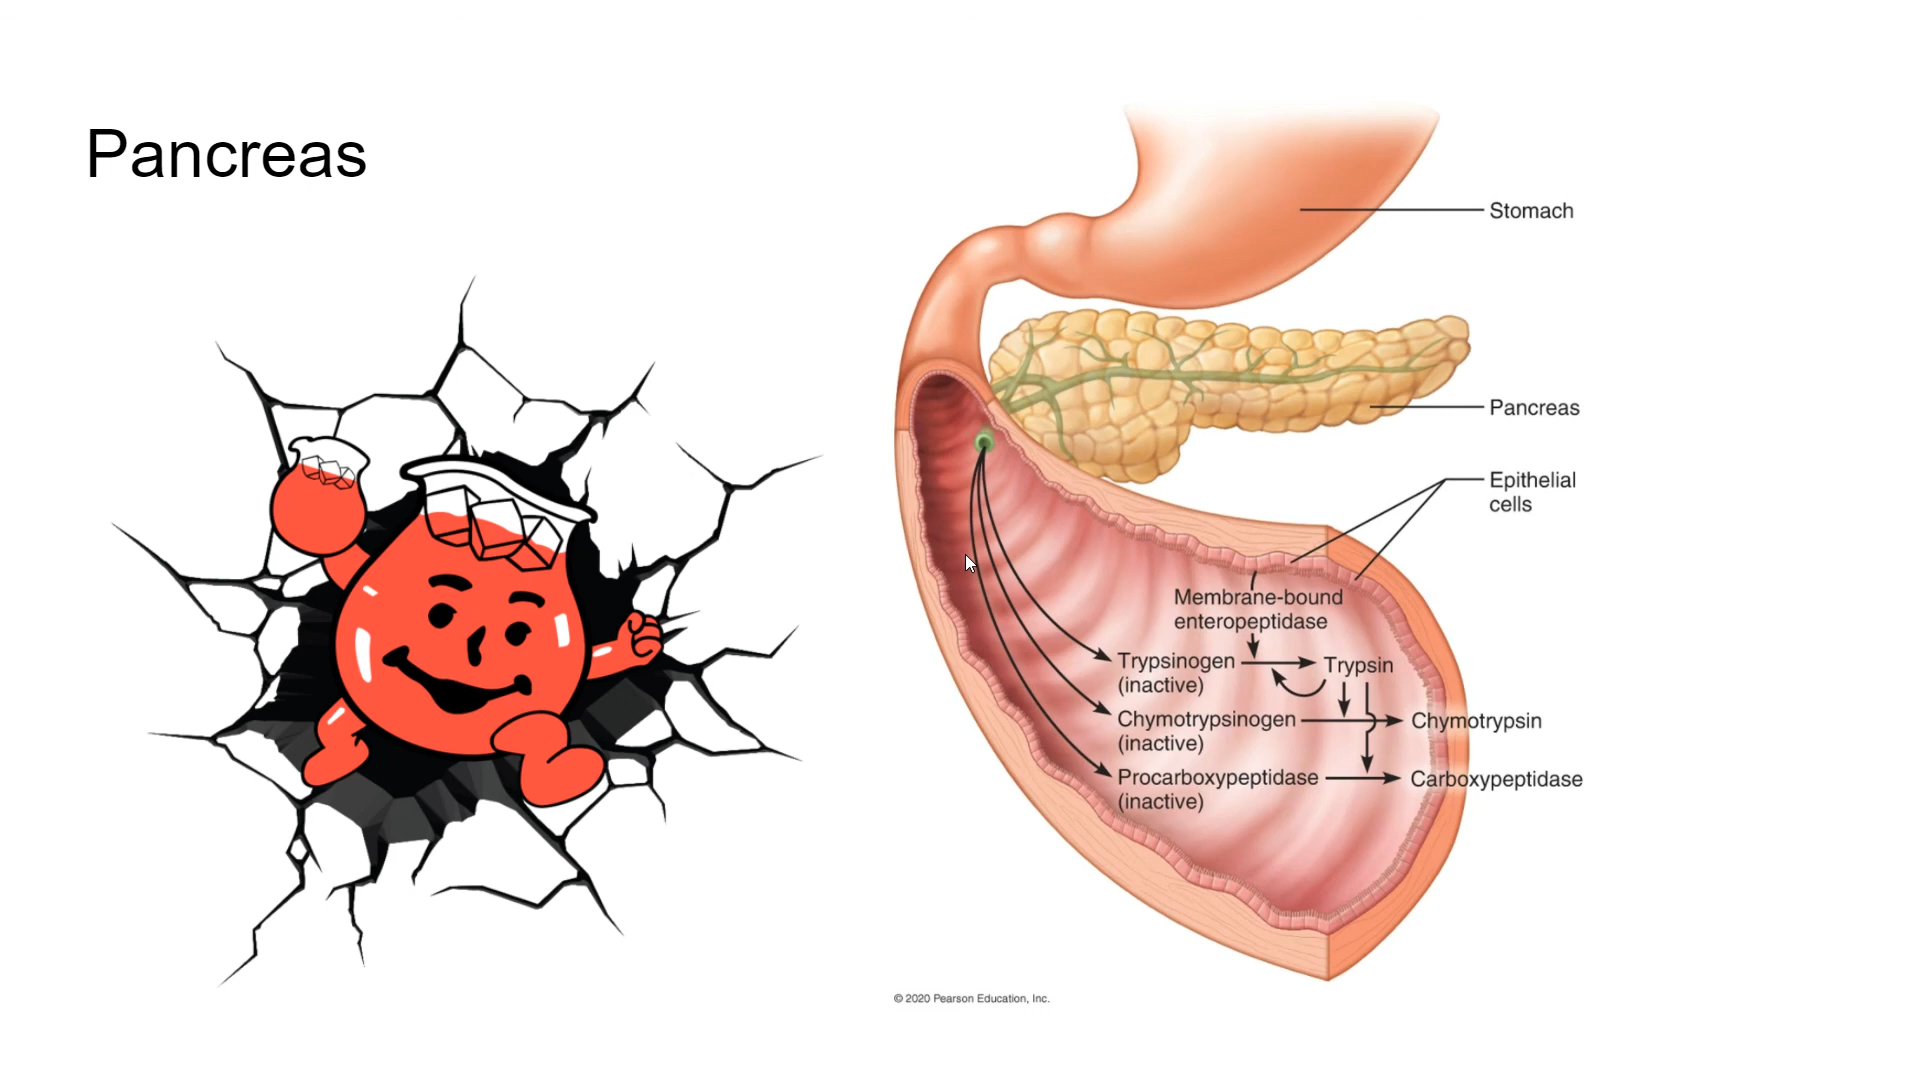 Pancreas
Stomach
Pancreas
Epithelial
cells
Membrane-bound
enteropeptidase
Trypsinogen
(inactive)
Trypsin
Chymotrypsinogen
(inactive)
Chymotrypsin
Procarboxypeptidase
(inactive)
Carboxypeptidase
© 2020 Pearson Education, Inc.